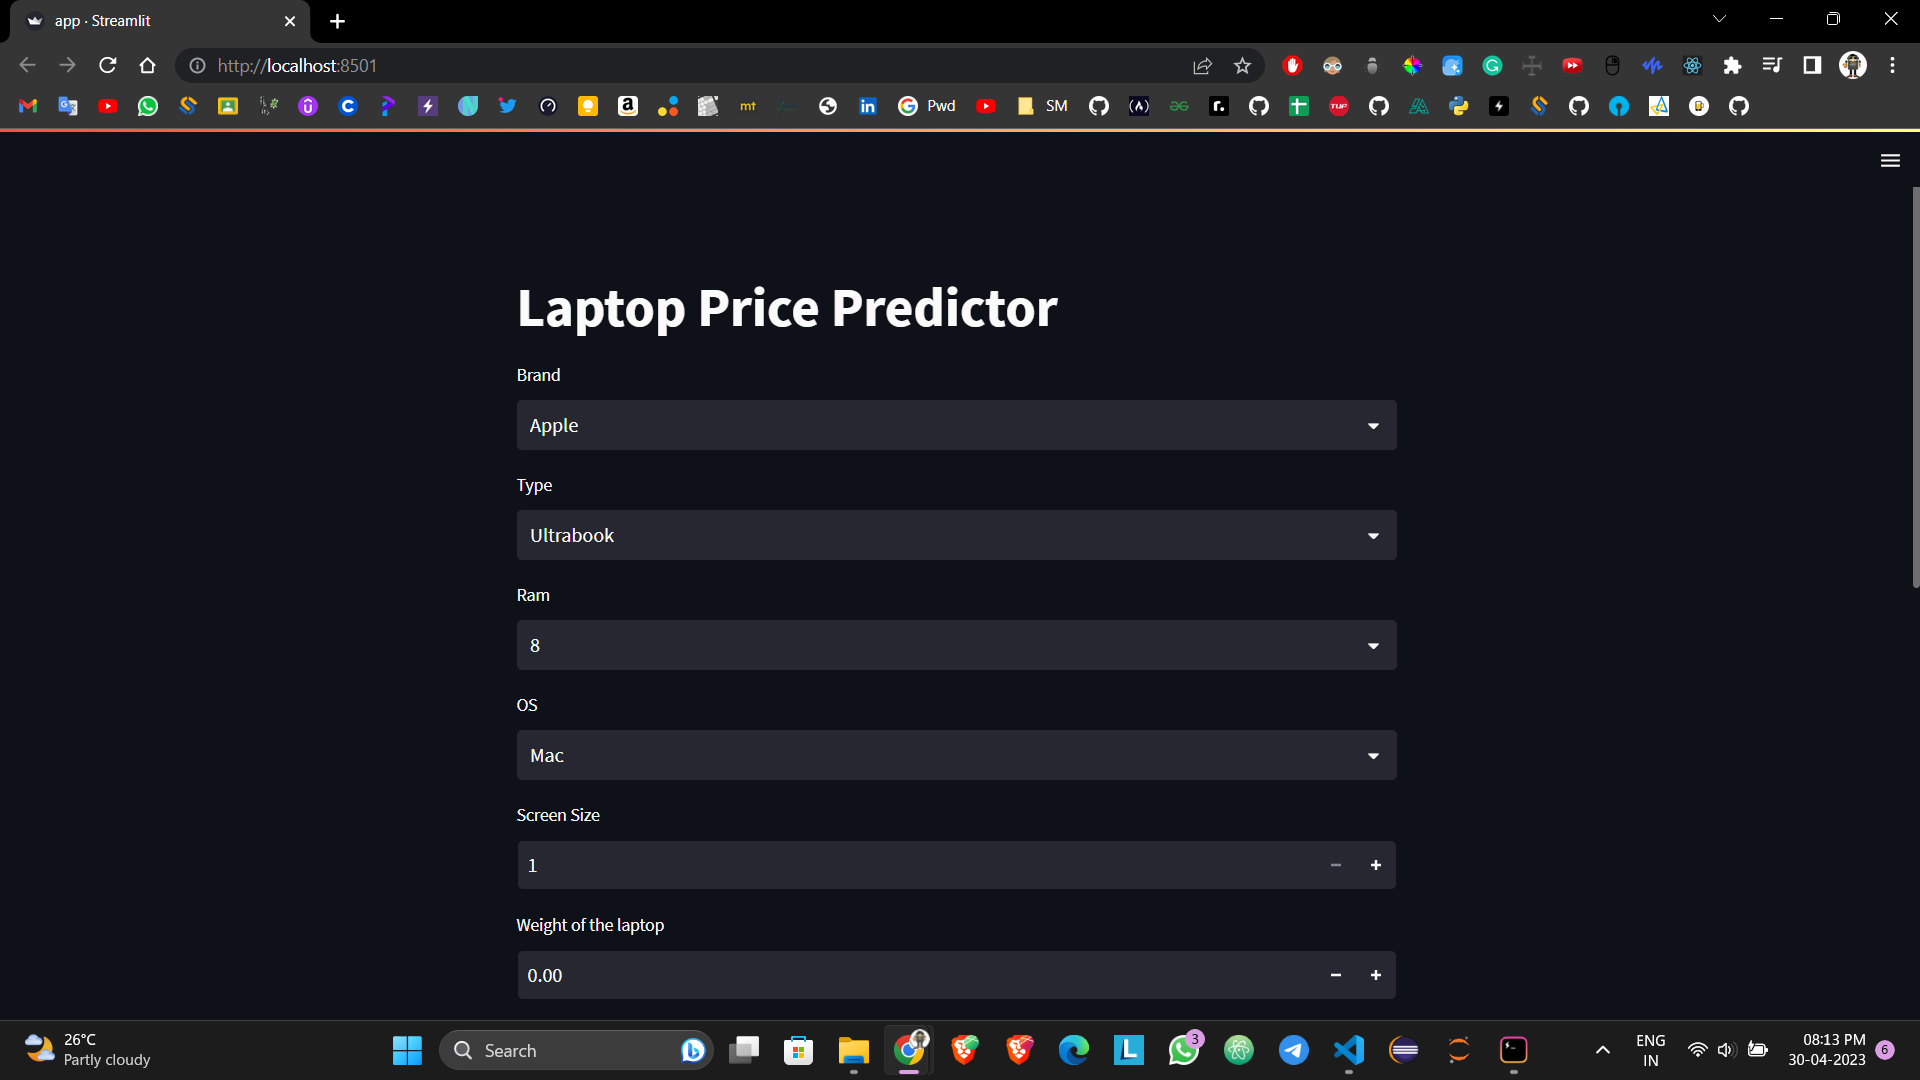 app · Streamlit
http://localhost:8501
Pwd
SM
Laptop Price Predictor
Brand
Apple
Type
Ultrabook
Ram
8
OS
Mac
Screen Size
1
Weight of the laptop
0.00
26°C
Partly cloudy
Search
3
ENG
IN
08:13 PM
30-04-2023
6